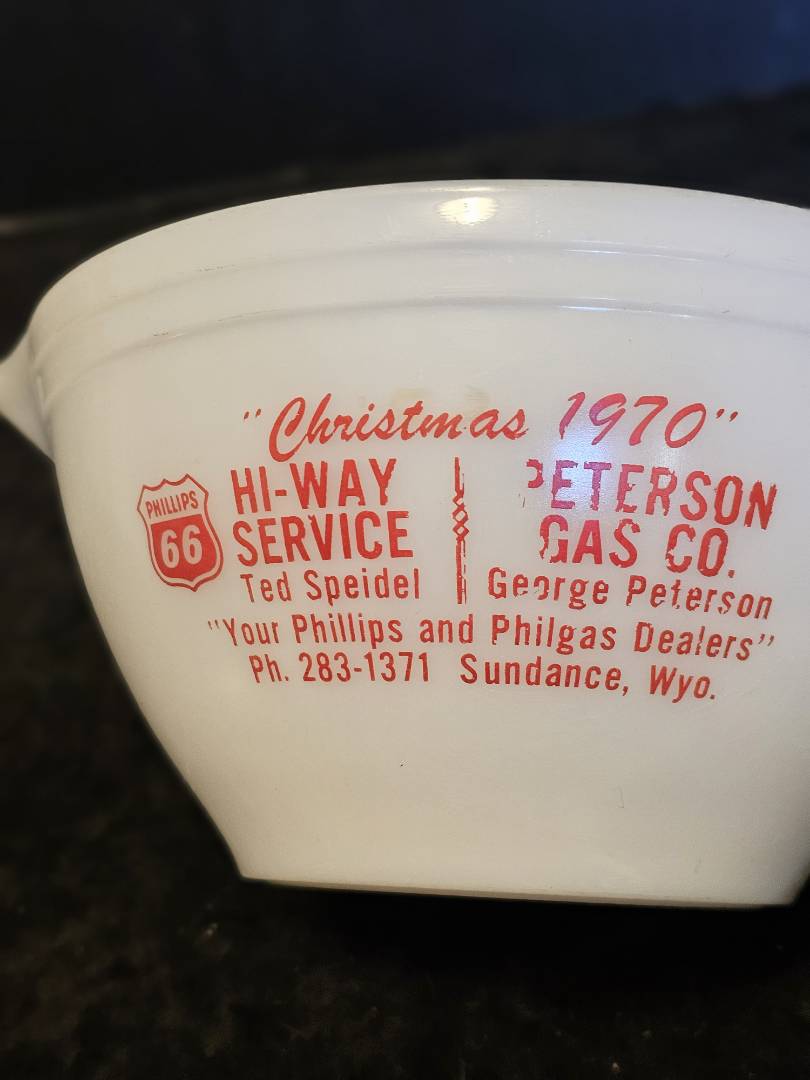 "Christmas 1970"
PHILLIPS
66
HI-WAY
SERVICE
Ted Speidel
PETERSON
GAS CO.
George Peterson
"Your Phillips and Philgas Dealers"
Ph. 283-1371 Sundance, Wyo.